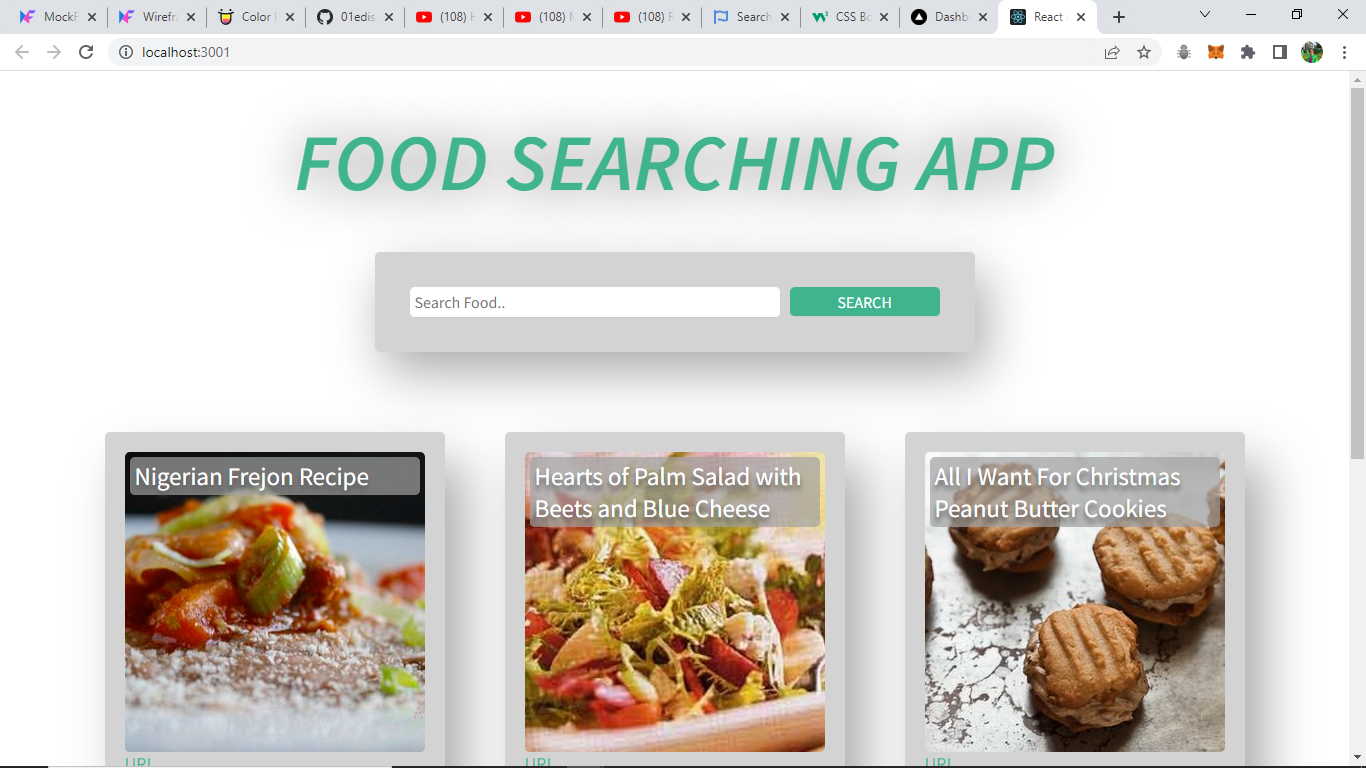 MockF
Wirefra
Color
01edis
(108)
(108)
(108)
Search
CSS Bo
Dashb
React
localhost:3001
FOOD SEARCHING APP
Search Food..
SEARCH
Nigerian Frejon Recipe
Hearts of Palm Salad with
Beets and Blue Cheese
All I Want For Christmas
Peanut Butter Cookies
URL
URL
URL